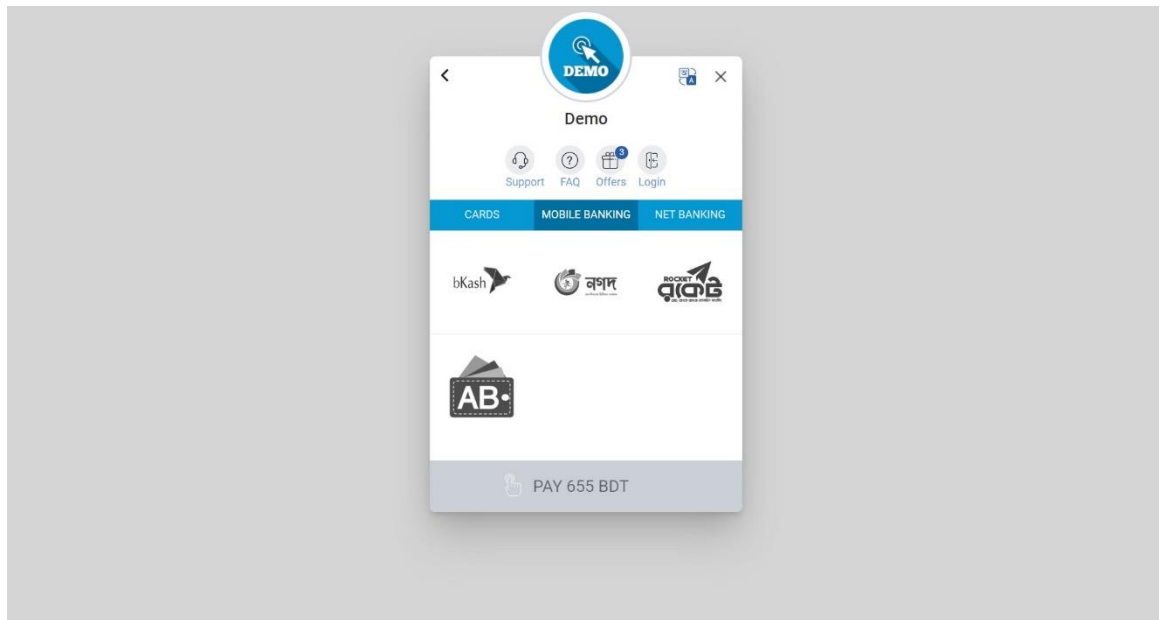 DEMO
Demo
3
Support FAQ Offers Login
CARDS MOBILE BANKING NET BANKING
bKash
নগদ
ROCKET
রকেট
AB
PAY 655 BDT